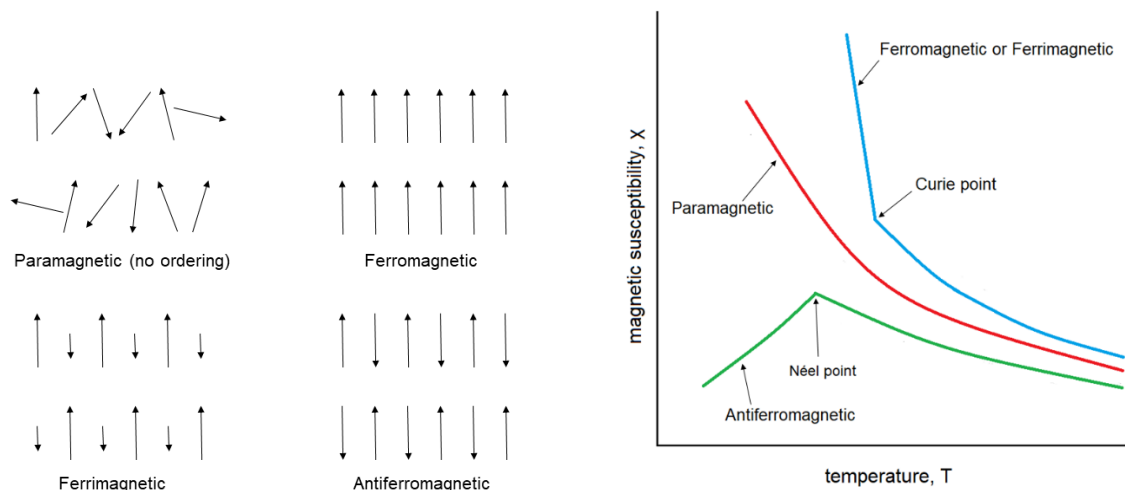 Paramagnetic (no ordering)
Ferromagnetic
Ferrimagnetic
Antiferromagnetic
magnetic susceptibility, χ
Ferromagnetic or Ferrimagnetic
Curie point
Paramagnetic
Néel point
Antiferromagnetic
temperature, T